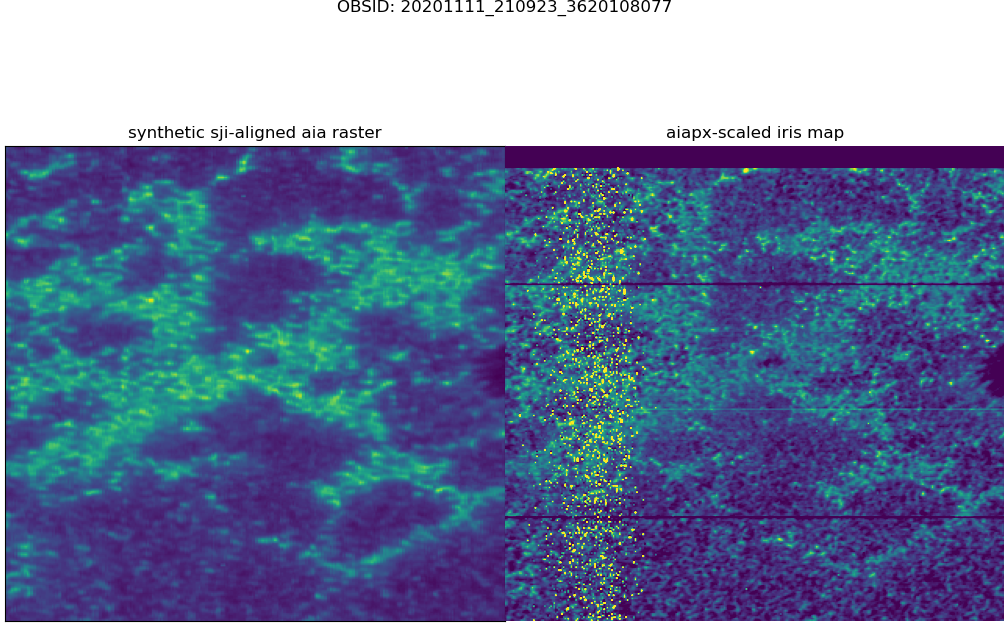 OBSID: 20201111_210923_3620108077
synthetic sji-aligned aia raster
aiapx-scaled iris map